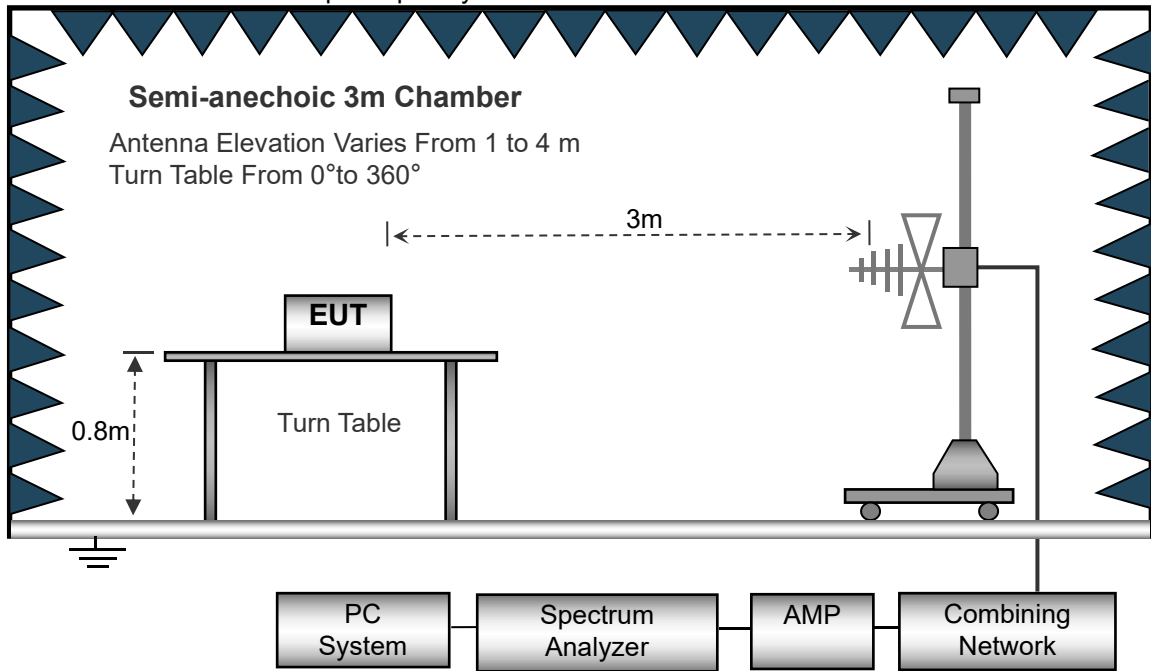 Semi-anechoic 3m Chamber
Antenna Elevation Varies From 1 to 4 m
Turn Table From 0°to 360°
3m
EUT
0.8m
Turn Table
PC
System
Spectrum
Analyzer
AMP
Combining
Network